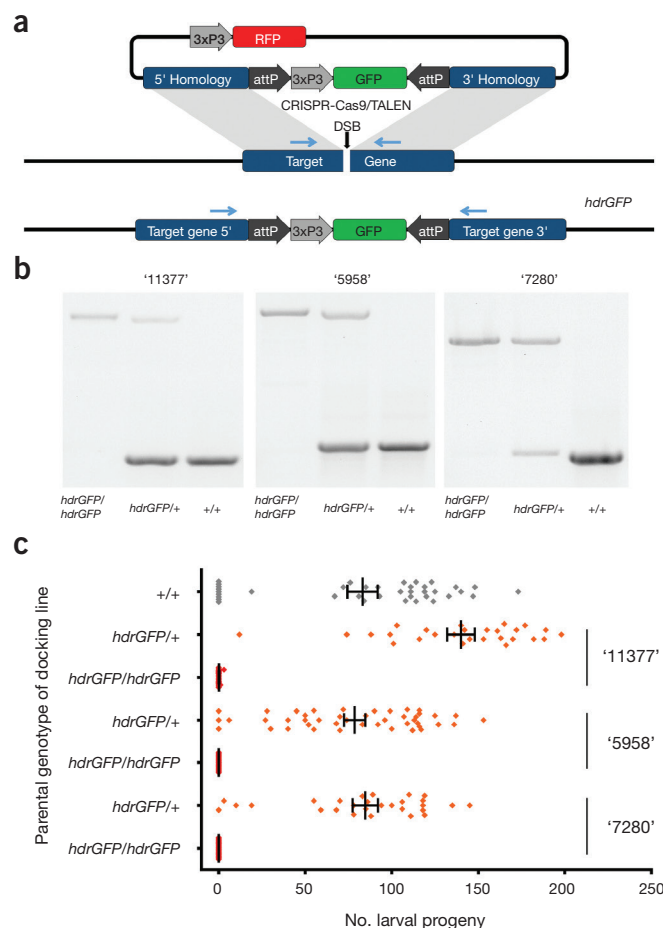 a
3xP3 RFP
5' Homology attP 3xP3 GFP attP 3' Homology
CRISPR-Cas9/TALEN
DSB
Target Gene
hdrGFP
Target gene 5' attP 3xP3 GFP attP Target gene 3'
b
'11377' '5958' '7280'
hdrGFP/
hdrGFP
hdrGFP/+
+/+
hdrGFP/
hdrGFP
hdrGFP/+
+/+
hdrGFP/
hdrGFP
hdrGFP/+
+/+
c
Parental genotype of docking line
+/+
hdrGFP/+
hdrGFP/hdrGFP
'11377'
hdrGFP/+
hdrGFP/hdrGFP
'5958'
hdrGFP/+
hdrGFP/hdrGFP
'7280'
0 50 100 150 200 250
No. larval progeny